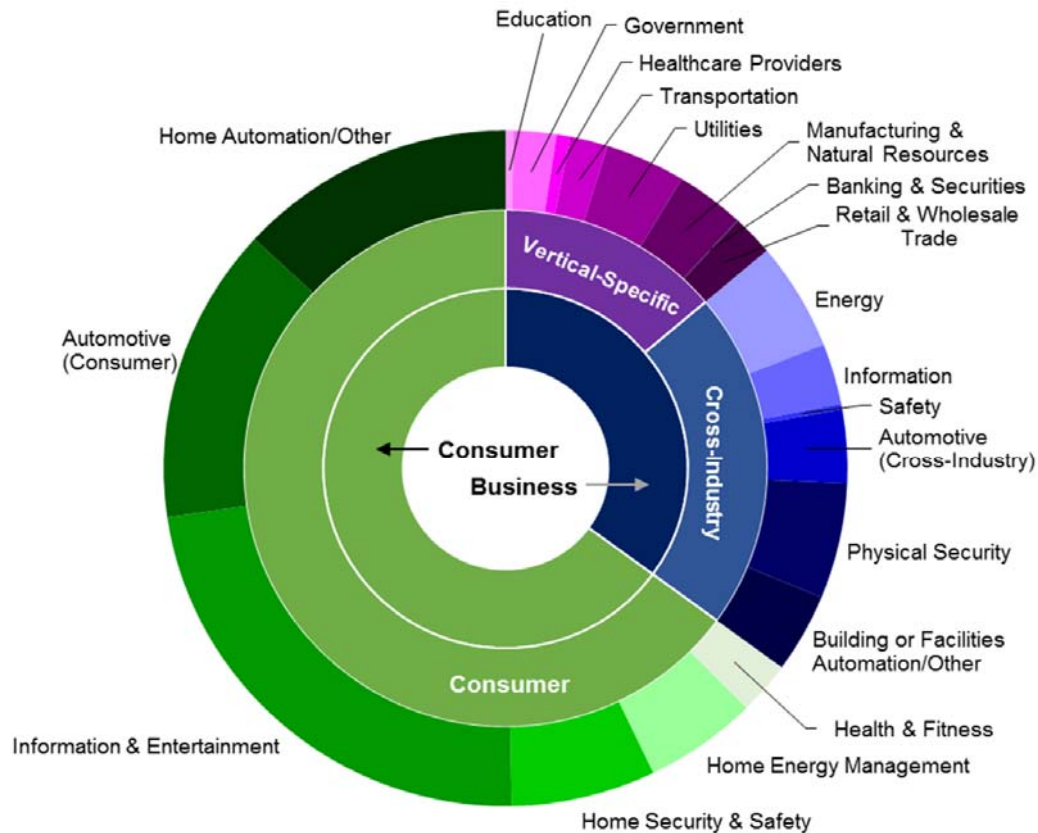 Education
Government
Healthcare Providers
Transportation
Utilities
Manufacturing &
Natural Resources
Banking & Securities
Retail & Wholesale
Trade
Home Automation/Other
Vertical-Specific
Energy
Automotive
(Consumer)
Information
Safety
Automotive
(Cross-Industry)
Cross-Industry
Consumer
Business
Physical Security
Building or Facilities
Automation/Other
Consumer
Health & Fitness
Information & Entertainment
Home Energy Management
Home Security & Safety